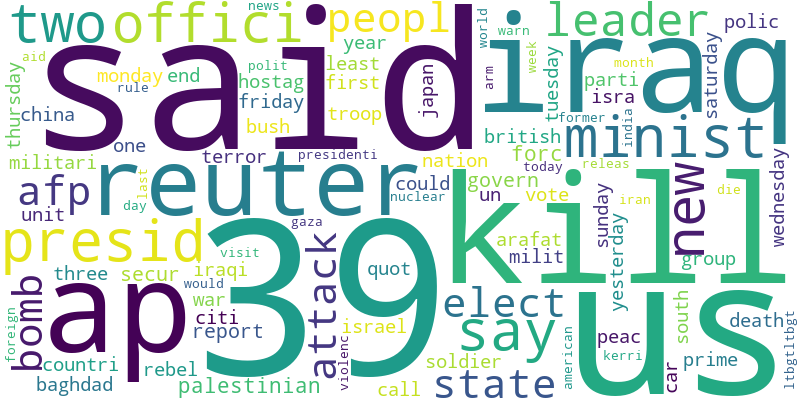 two
offici
news
peopl
world
warn
leader
polic
aid
said
iraq
year
monday
end
polit
least
thursday
rule
hostag
first
week
arm
tuesday
month
parti
isra
saturday
china
friday
bush
troop
japan
former
india
one
british
minist
militari
terror
presidenti
nation
forc
today
releas
afp
reuter
could
govern
kill
new
wednesday
unit
day
last
nuclear
un
vote
sunday
iran
die
presid
gaza
arafat
39
visit
milit
yesterday
group
three
secur
iraqi
attack
quot
bomb
ap
would
war
elect
us
south
citi
report
israel
say
peac
death
foreign
countri
rebel
violenc
soldier
american
kerri
car
prime
ltbgtltbgt
baghdad
palestinian
call
state